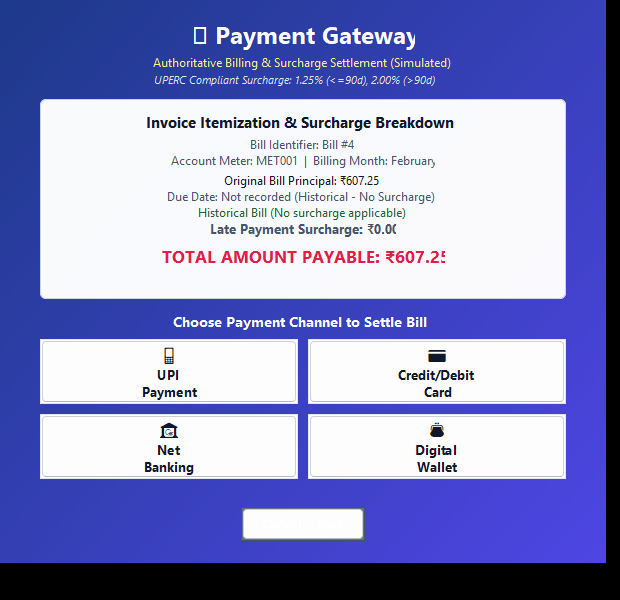 Payment Gateway
Authoritative Billing & Surcharge Settlement (Simulated)
UPERC Compliant Surcharge: 1.25% (<=90d), 2.00% (>90d)
Invoice Itemization & Surcharge Breakdown
Bill Identifier: Bill #4
Account Meter: MET001 | Billing Month: February
Original Bill Principal: ₹607.25
Due Date: Not recorded (Historical - No Surcharge)
Historical Bill (No surcharge applicable)
Late Payment Surcharge: ₹0.00
TOTAL AMOUNT PAYABLE: ₹607.25
Choose Payment Channel to Settle Bill
UPI
Payment
Credit/Debit
Card
Net
Banking
Digital
Wallet